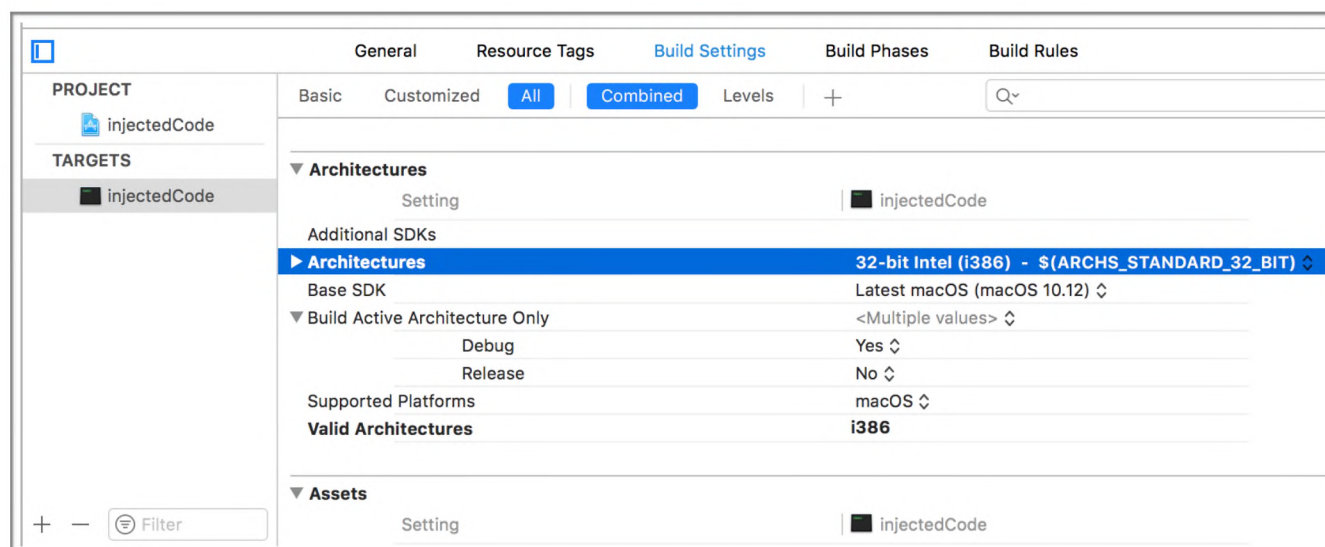 General Resource Tags Build Settings Build Phases Build Rules
PROJECT
injectedCode
TARGETS
injectedCode
Filter
Basic Customized All Combined Levels
Architectures
Setting injectedCode
Additional SDKs
Architectures 32-bit Intel (i386) - $(ARCHS_STANDARD_32_BIT)
Base SDK Latest macOS (macOS 10.12)
Build Active Architecture Only <Multiple values>
Debug Yes
Release No
Supported Platforms macOS
Valid Architectures i386
Assets
Setting injectedCode